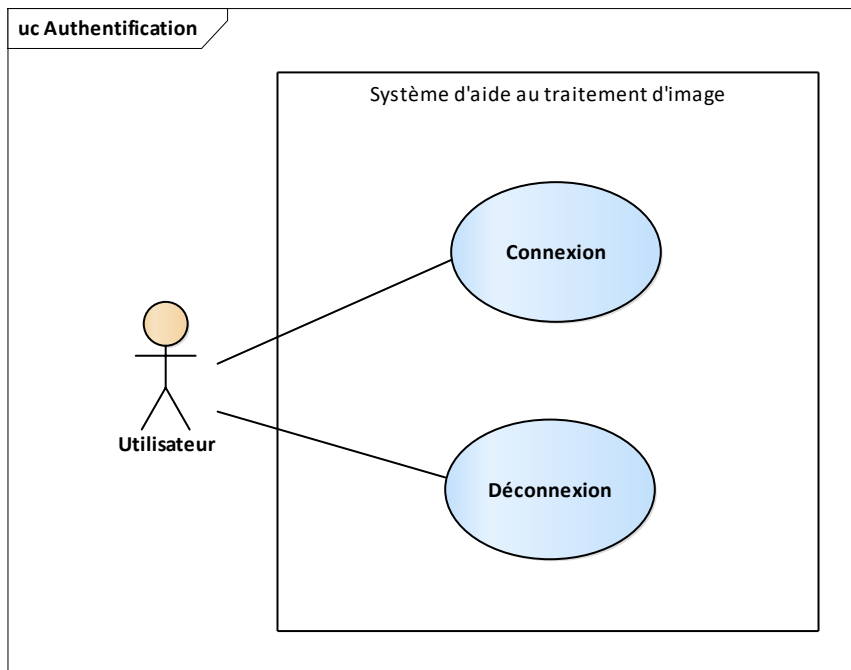 uc Authentification
Système d'aide au traitement d'image
Connexion
Utilisateur
Déconnexion